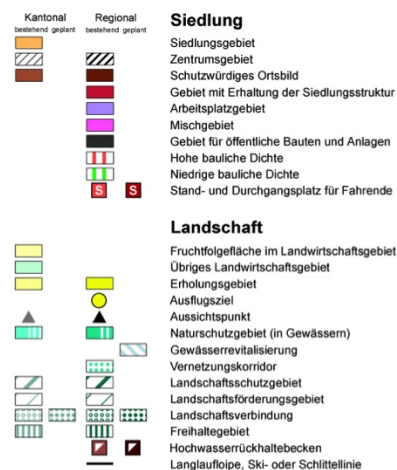 Kantonal Regional
bestehend geplant bestehend geplant
Siedlung
Siedlungsgebiet
Zentrumsgebiet
Schutzwürdiges Ortsbild
Gebiet mit Erhaltung der Siedlungsstruktur
Arbeitsplatzgebiet
Mischgebiet
Gebiet für öffentliche Bauten und Anlagen
Hohe bauliche Dichte
Niedrige bauliche Dichte
S S Stand- und Durchgangsplatz für Fahrende
Landschaft
Fruchtfolgefläche im Landwirtschaftsgebiet
Übriges Landwirtschaftsgebiet
Erholungsgebiet
Ausflugsziel
Aussichtspunkt
Naturschutzgebiet (in Gewässern)
Gewässerrevitalisierung
Vernetzungskorridor
Landschaftsschutzgebiet
Landschaftsförderungsgebiet
Landschaftsverbindung
Freihaltegebiet
Hochwasserrückhaltebecken
Langlaufloipe, Ski- oder Schlittellinie